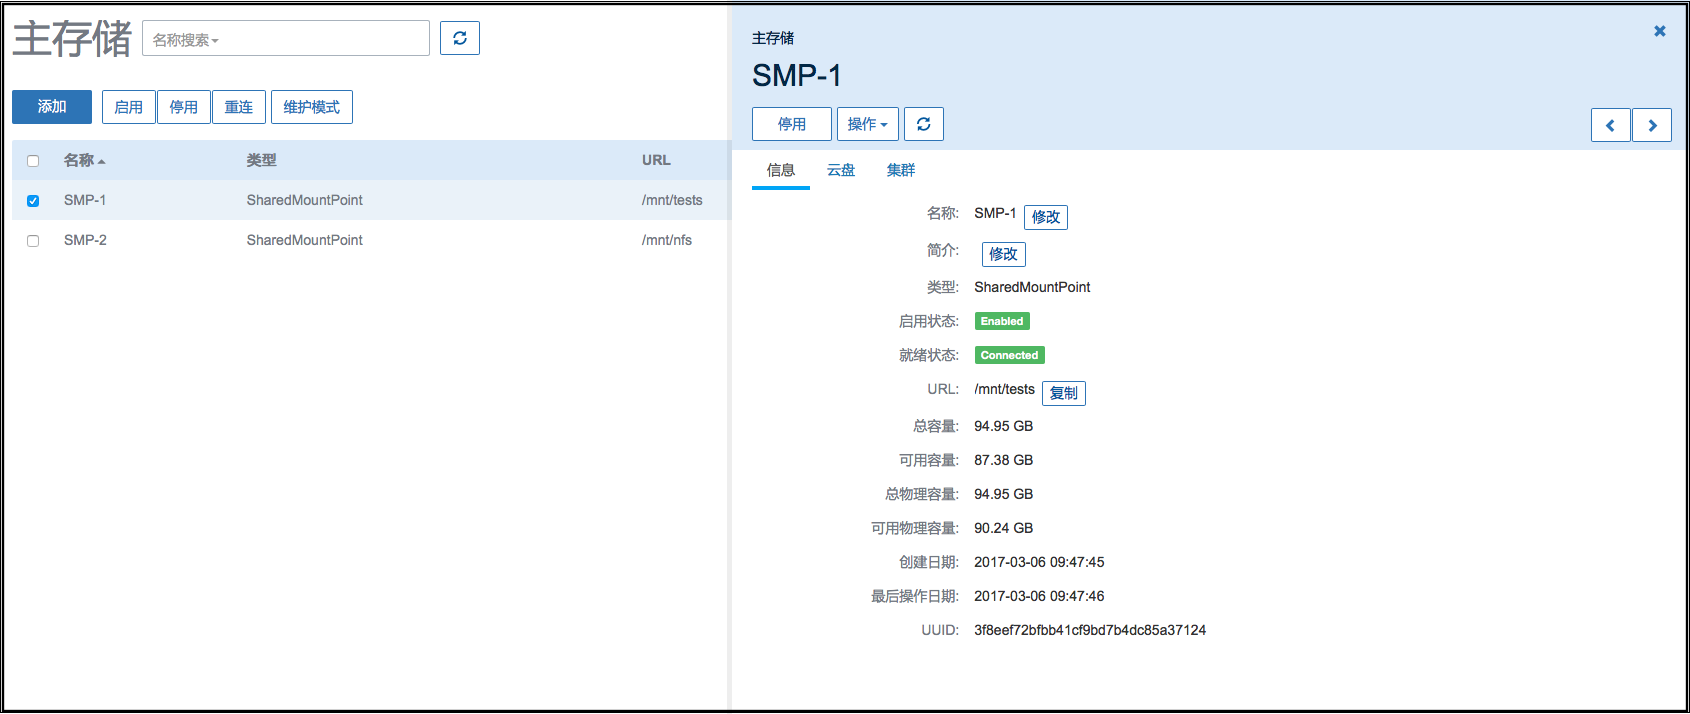 主存储
名称搜索
添加 启用 停用 重连 维护模式
名称 类型 URL
SMP-1 SharedMountPoint /mnt/tests
SMP-2 SharedMountPoint /mnt/nfs
主存储
SMP-1
停用 操作
信息 云盘 集群
名称: SMP-1 修改
简介: 修改
类型: SharedMountPoint
启用状态: Enabled
就绪状态: Connected
URL: /mnt/tests 复制
总容量: 94.95 GB
可用容量: 87.38 GB
总物理容量: 94.95 GB
可用物理容量: 90.24 GB
创建日期: 2017-03-06 09:47:45
最后操作日期: 2017-03-06 09:47:46
UUID: 3f8eef72bfbb41cf9bd7b4dc85a37124